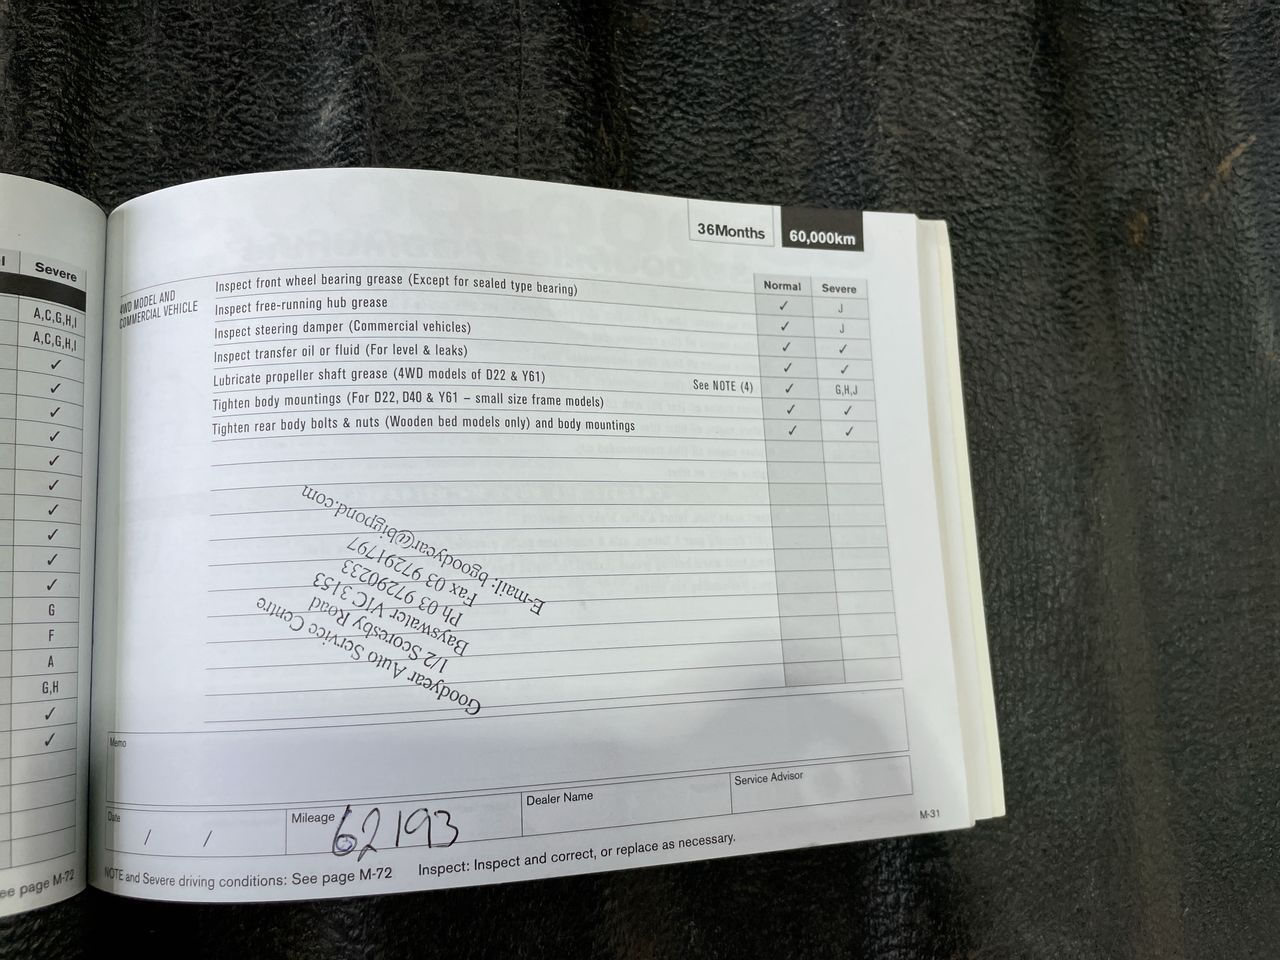 36Months 60,000km
l Severe
A,C,G,H,I
A,C,G,H,I
✓
✓
✓
✓
✓
✓
✓
✓
✓
✓
G
F
A
G,H
✓
✓
ee page M-72
4WD MODEL AND
COMMERCIAL VEHICLE
Normal Severe
Inspect front wheel bearing grease (Except for sealed type bearing) ✓ J
Inspect free-running hub grease ✓ J
Inspect steering damper (Commercial vehicles) ✓ ✓
Inspect transfer oil or fluid (For level & leaks) ✓ ✓
Lubricate propeller shaft grease (4WD models of D22 & Y61) See NOTE (4) ✓ G,H,J
Tighten body mountings (For D22, D40 & Y61 – small size frame models) ✓ ✓
Tighten rear body bolts & nuts (Wooden bed models only) and body mountings ✓ ✓
Goodyear Auto Service Centre
1/2 Scoresby Road
Bayswater VIC 3153
Ph 03 97290233
Fax 03 97291797
E-mail: bgoodyear@bigpond.com
Memo
Date / /
Mileage 62193
Dealer Name
Service Advisor
NOTE and Severe driving conditions: See page M-72 Inspect: Inspect and correct, or replace as necessary.
M-31